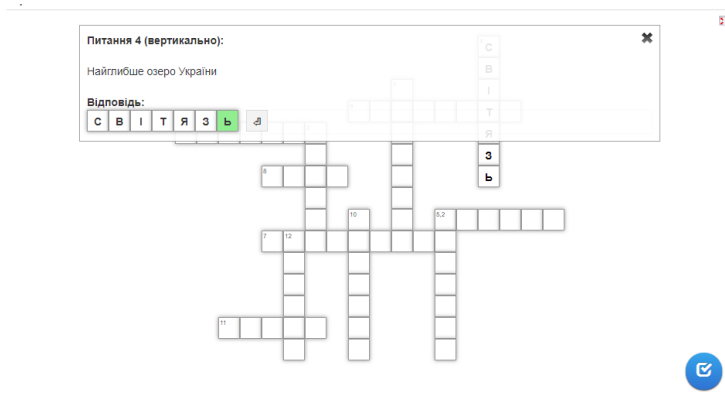 Питання 4 (вертикально):
Найглибше озеро України
Відповідь:
С В І Т Я З Ь
С
В
І
Т
Я
З
Ь
8
10
5,2
7 12
11